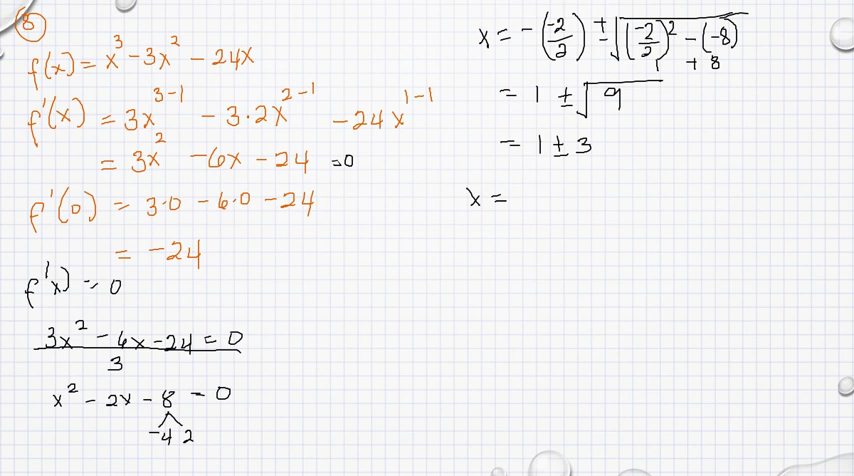 8
f(x) = x³ - 3x² - 24x
f'(x) = 3x³⁻¹ - 3·2x²⁻¹ - 24x¹⁻¹
= 3x² - 6x - 24 = 0
f'(0) = 3·0 - 6·0 - 24
= -24
f'x) = 0
3x² - 6x - 24 = 0
3
x² - 2x - 8 = 0
-4 2
x = -(-2/2) ± √((-2/2)² - (-8))
1 + 8
= 1 ± √9
= 1 ± 3
x =